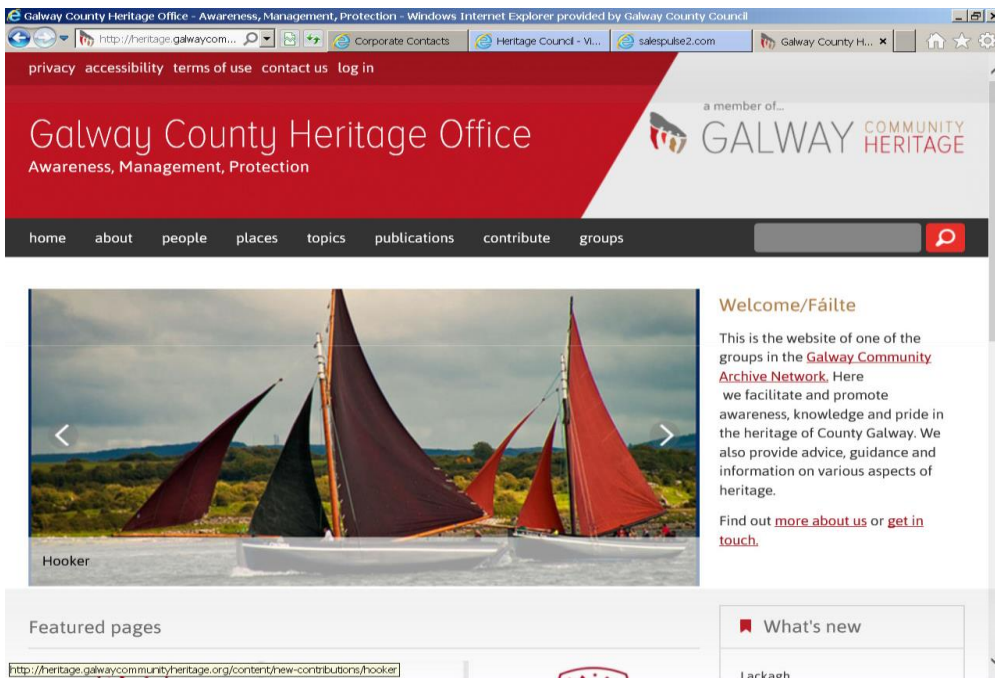 Galway County Heritage Office - Awareness, Management, Protection - Windows Internet Explorer provided by Galway County Council
http://heritage.galwaycom...
Corporate Contacts
Heritage Council - Vi...
salespulse2.com
Galway County H...
privacy accessibility terms of use contact us log in
Galway County Heritage Office
Awareness, Management, Protection
a member of...
GALWAY COMMUNITY HERITAGE
home about people places topics publications contribute groups
Hooker
Welcome/Fáilte
This is the website of one of the
groups in the Galway Community
Archive Network. Here
we facilitate and promote
awareness, knowledge and pride in
the heritage of County Galway. We
also provide advice, guidance and
information on various aspects of
heritage.
Find out more about us or get in
touch.
Featured pages
What's new
Lackagh
http://heritage.galwaycommunityheritage.org/content/new-contributions/hooker